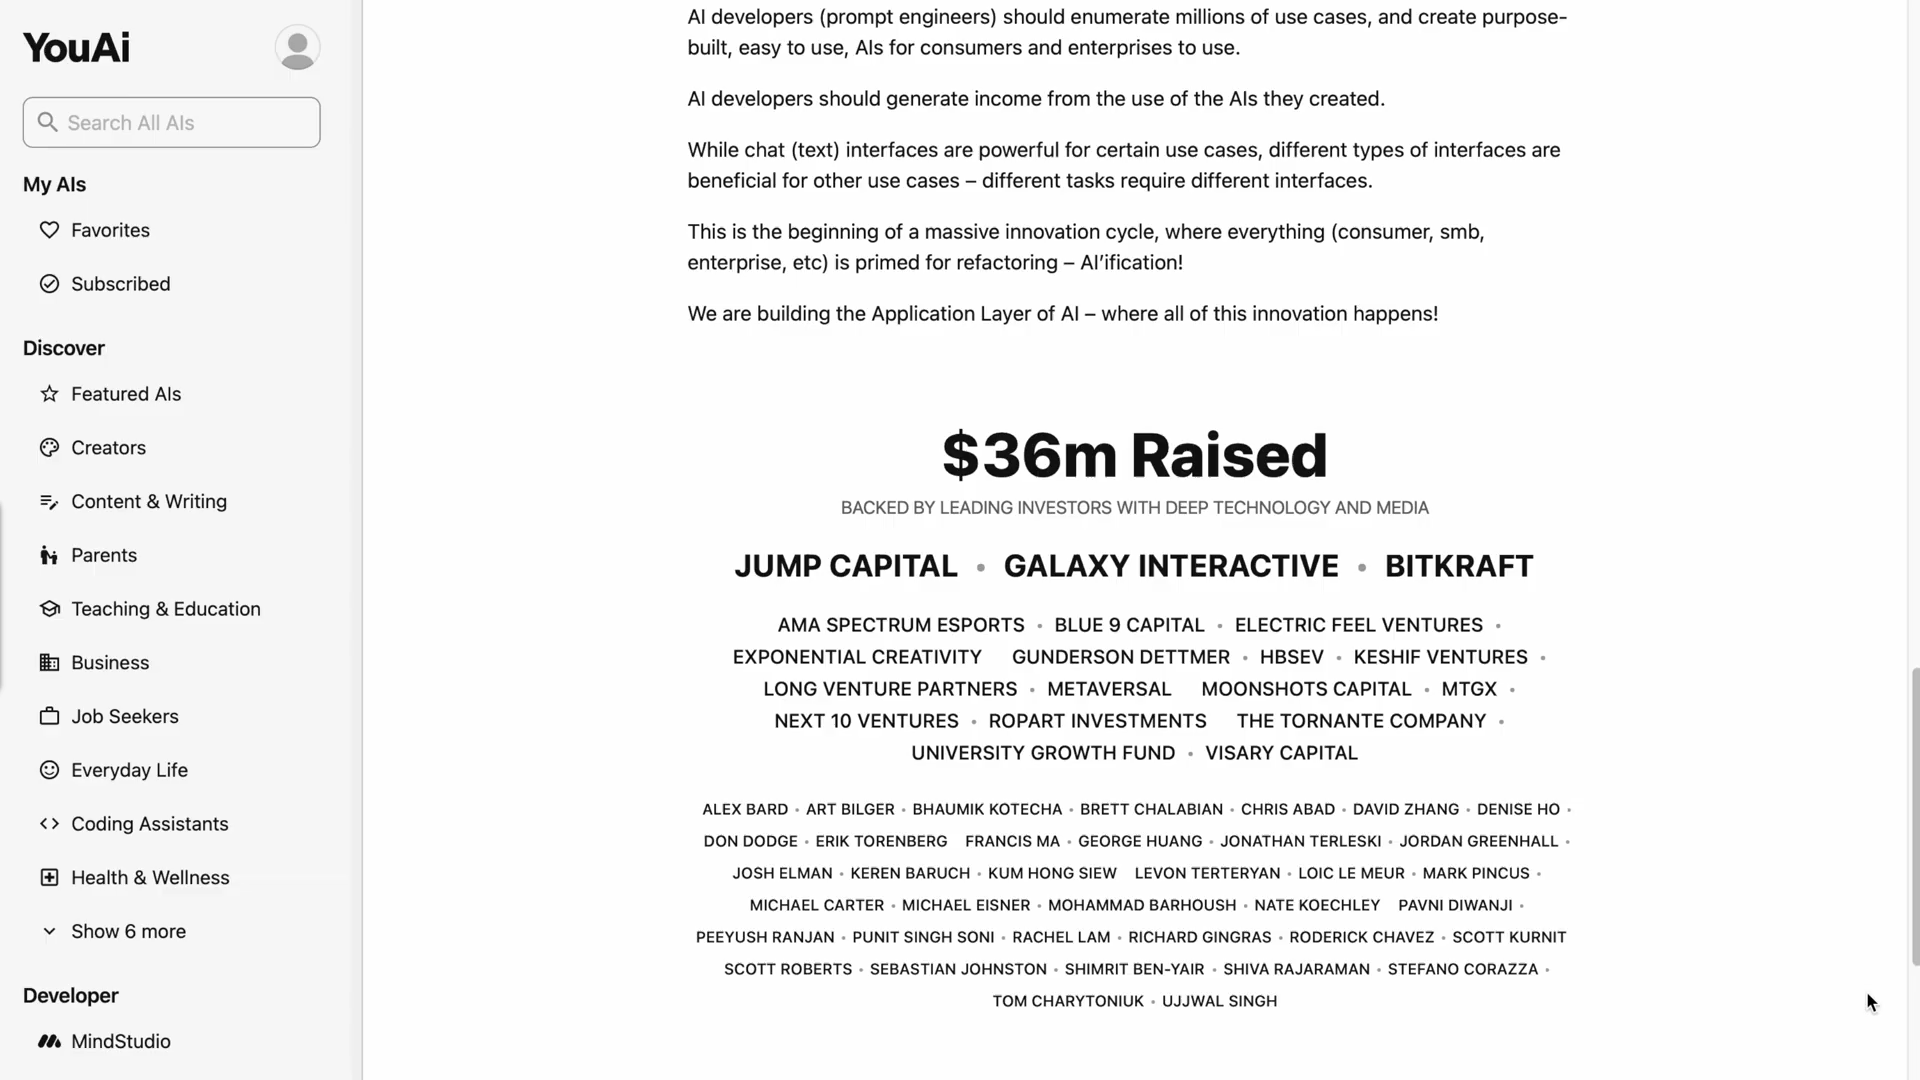 YouAi
Search All AIs
My AIs
Favorites
Subscribed
Discover
Featured AIs
Creators
Content & Writing
Parents
Teaching & Education
Business
Job Seekers
Everyday Life
Coding Assistants
Health & Wellness
Show 6 more
Developer
MindStudio
AI developers (prompt engineers) should enumerate millions of use cases, and create purpose-
built, easy to use, AIs for consumers and enterprises to use.
AI developers should generate income from the use of the AIs they created.
While chat (text) interfaces are powerful for certain use cases, different types of interfaces are
beneficial for other use cases – different tasks require different interfaces.
This is the beginning of a massive innovation cycle, where everything (consumer, smb,
enterprise, etc) is primed for refactoring – AI’ification!
We are building the Application Layer of AI – where all of this innovation happens!
$36m Raised
BACKED BY LEADING INVESTORS WITH DEEP TECHNOLOGY AND MEDIA
JUMP CAPITAL • GALAXY INTERACTIVE • BITKRAFT
AMA SPECTRUM ESPORTS • BLUE 9 CAPITAL • ELECTRIC FEEL VENTURES •
EXPONENTIAL CREATIVITY GUNDERSON DETTMER • HBSEV • KESHIF VENTURES •
LONG VENTURE PARTNERS • METAVERSAL MOONSHOTS CAPITAL • MTGX •
NEXT 10 VENTURES • ROPART INVESTMENTS THE TORNANTE COMPANY •
UNIVERSITY GROWTH FUND • VISARY CAPITAL
ALEX BARD • ART BILGER • BHAUMIK KOTECHA • BRETT CHALABIAN • CHRIS ABAD • DAVID ZHANG • DENISE HO •
DON DODGE • ERIK TORENBERG FRANCIS MA • GEORGE HUANG • JONATHAN TERLESKI • JORDAN GREENHALL •
JOSH ELMAN • KEREN BARUCH • KUM HONG SIEW LEVON TERTERYAN • LOIC LE MEUR • MARK PINCUS •
MICHAEL CARTER • MICHAEL EISNER • MOHAMMAD BARHOUSH • NATE KOECHLEY PAVNI DIWANJI •
PEEYUSH RANJAN • PUNIT SINGH SONI • RACHEL LAM • RICHARD GINGRAS • RODERICK CHAVEZ • SCOTT KURNIT
SCOTT ROBERTS • SEBASTIAN JOHNSTON • SHIMRIT BEN-YAIR • SHIVA RAJARAMAN • STEFANO CORAZZA •
TOM CHARYTONIUK • UJJWAL SINGH